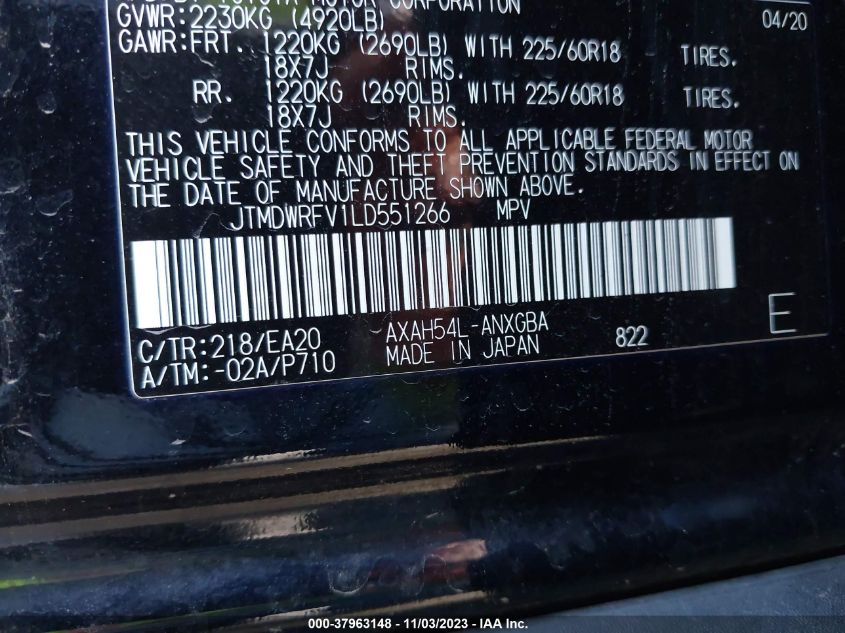 TOYOTA MOTOR CORPORATION
04/20
GVWR:2230KG (4920LB)
GAWR:FRT. 1220KG (2690LB) WITH 225/60R18 TIRES.
18X7J RIMS.
RR. 1220KG (2690LB) WITH 225/60R18 TIRES.
18X7J RIMS.
THIS VEHICLE CONFORMS TO ALL APPLICABLE FEDERAL MOTOR
VEHICLE SAFETY AND THEFT PREVENTION STANDARDS IN EFFECT ON
THE DATE OF MANUFACTURE SHOWN ABOVE.
JTMDWRFV1LD551266 MPV
C/TR:218/EA20 AXAH54L-ANXGBA 822 E
A/TM:-02A/P710 MADE IN JAPAN
000-37963148 - 11/03/2023 - IAA Inc.